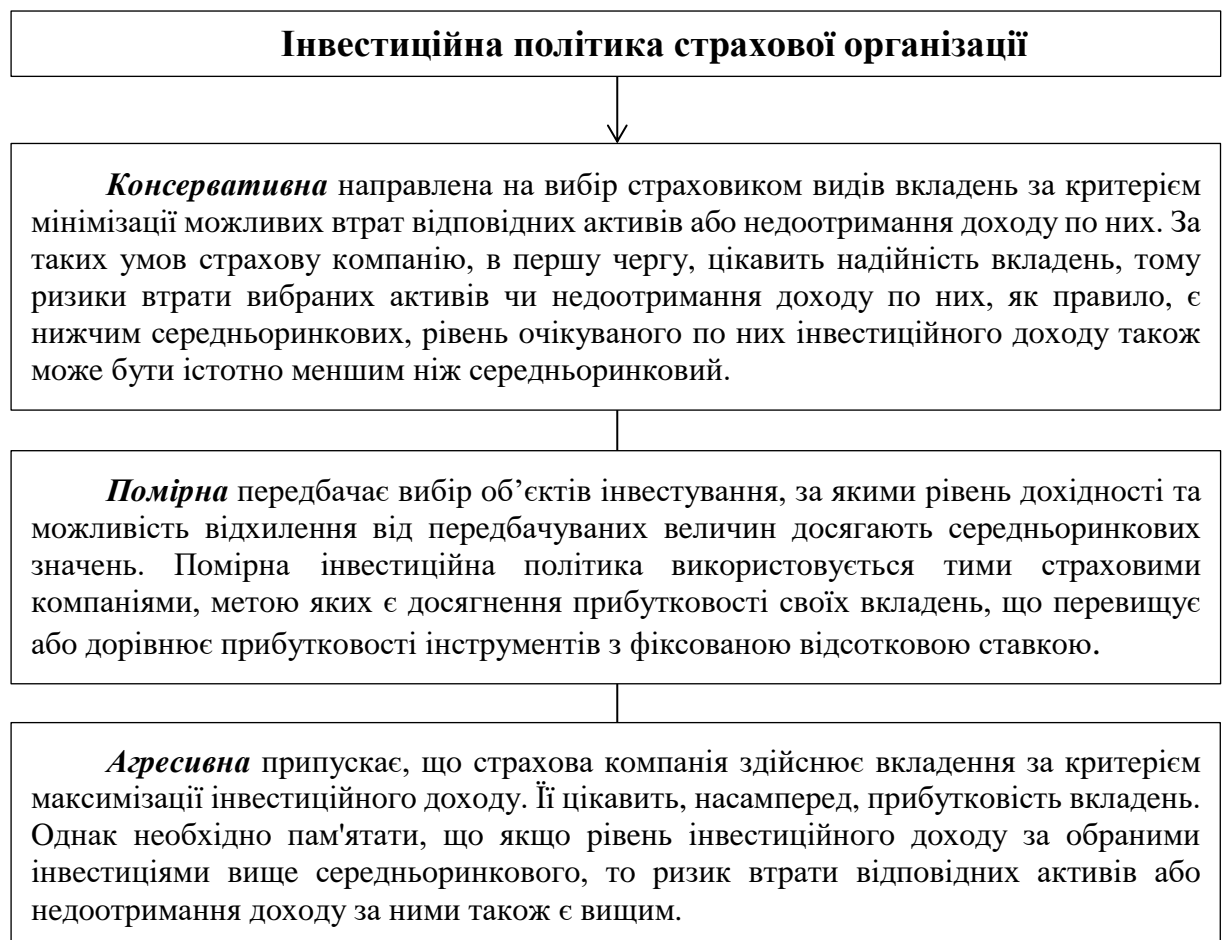 Інвестиційна політика страхової організації
Консервативна направлена на вибір страховиком видів вкладень за критерієм
мінімізації можливих втрат відповідних активів або недоотримання доходу по них. За
таких умов страхову компанію, в першу чергу, цікавить надійність вкладень, тому
ризики втрати вибраних активів чи недоотримання доходу по них, як правило, є
нижчим середньоринкових, рівень очікуваного по них інвестиційного доходу також
може бути істотно меншим ніж середньоринковий.
Помірна передбачає вибір об’єктів інвестування, за якими рівень дохідності та
можливість відхилення від передбачуваних величин досягають середньоринкових
значень. Помірна інвестиційна політика використовується тими страховими
компаніями, метою яких є досягнення прибутковості своїх вкладень, що перевищує
або дорівнює прибутковості інструментів з фіксованою відсотковою ставкою.
Агресивна припускає, що страхова компанія здійснює вкладення за критерієм
максимізації інвестиційного доходу. Її цікавить, насамперед, прибутковість вкладень.
Однак необхідно пам'ятати, що якщо рівень інвестиційного доходу за обраними
інвестиціями вище середньоринкового, то ризик втрати відповідних активів або
недоотримання доходу за ними також є вищим.